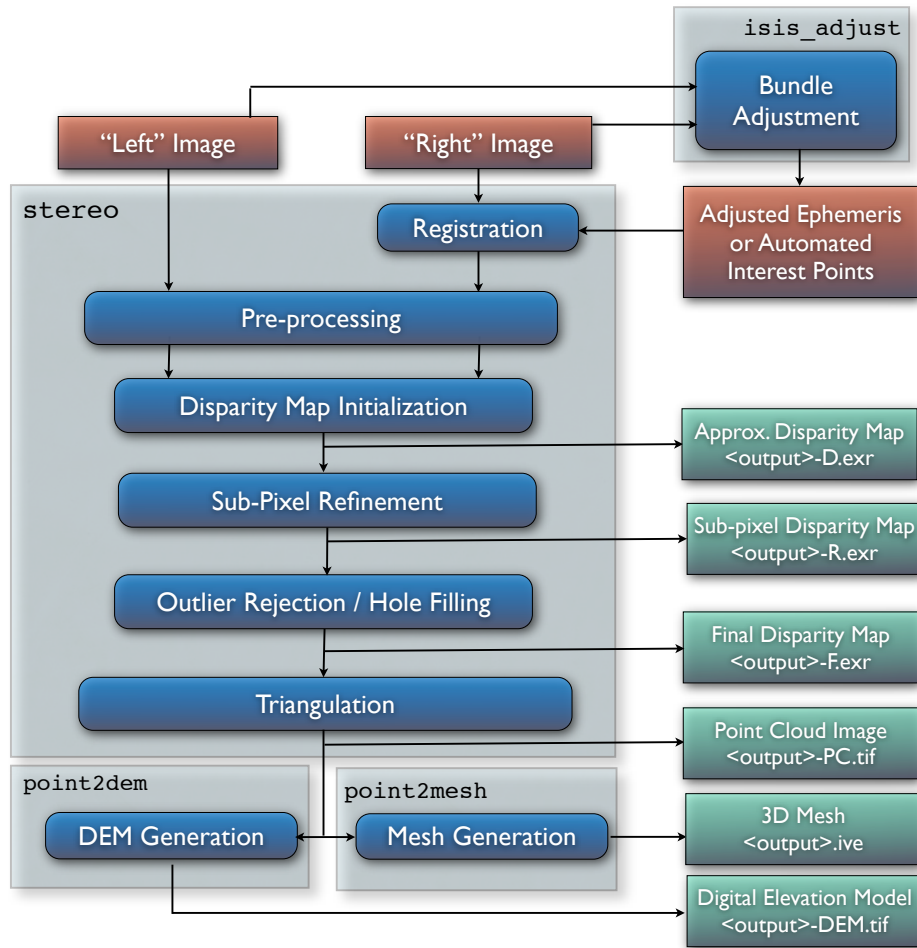 isis_adjust
Bundle
Adjustment
“Left” Image
“Right” Image
stereo
Registration
Adjusted Ephemeris
or Automated
Interest Points
Pre-processing
Disparity Map Initialization
Approx. Disparity Map
<output>-D.exr
Sub-Pixel Refinement
Sub-pixel Disparity Map
<output>-R.exr
Outlier Rejection / Hole Filling
Final Disparity Map
<output>-F.exr
Triangulation
Point Cloud Image
<output>-PC.tif
point2dem
DEM Generation
point2mesh
Mesh Generation
3D Mesh
<output>.ive
Digital Elevation Model
<output>-DEM.tif